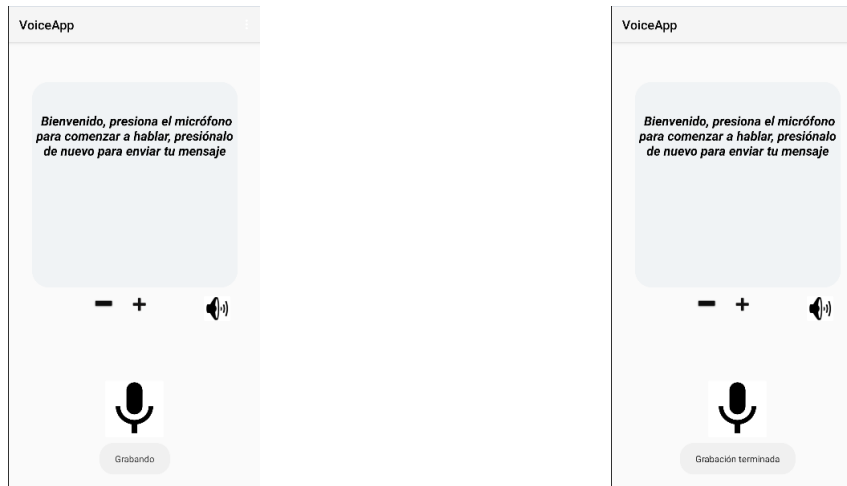 VoiceApp
Bienvenido, presiona el micrófono
para comenzar a hablar, presiónalo
de nuevo para enviar tu mensaje
Grabando
VoiceApp
Bienvenido, presiona el micrófono
para comenzar a hablar, presiónalo
de nuevo para enviar tu mensaje
Grabación terminada